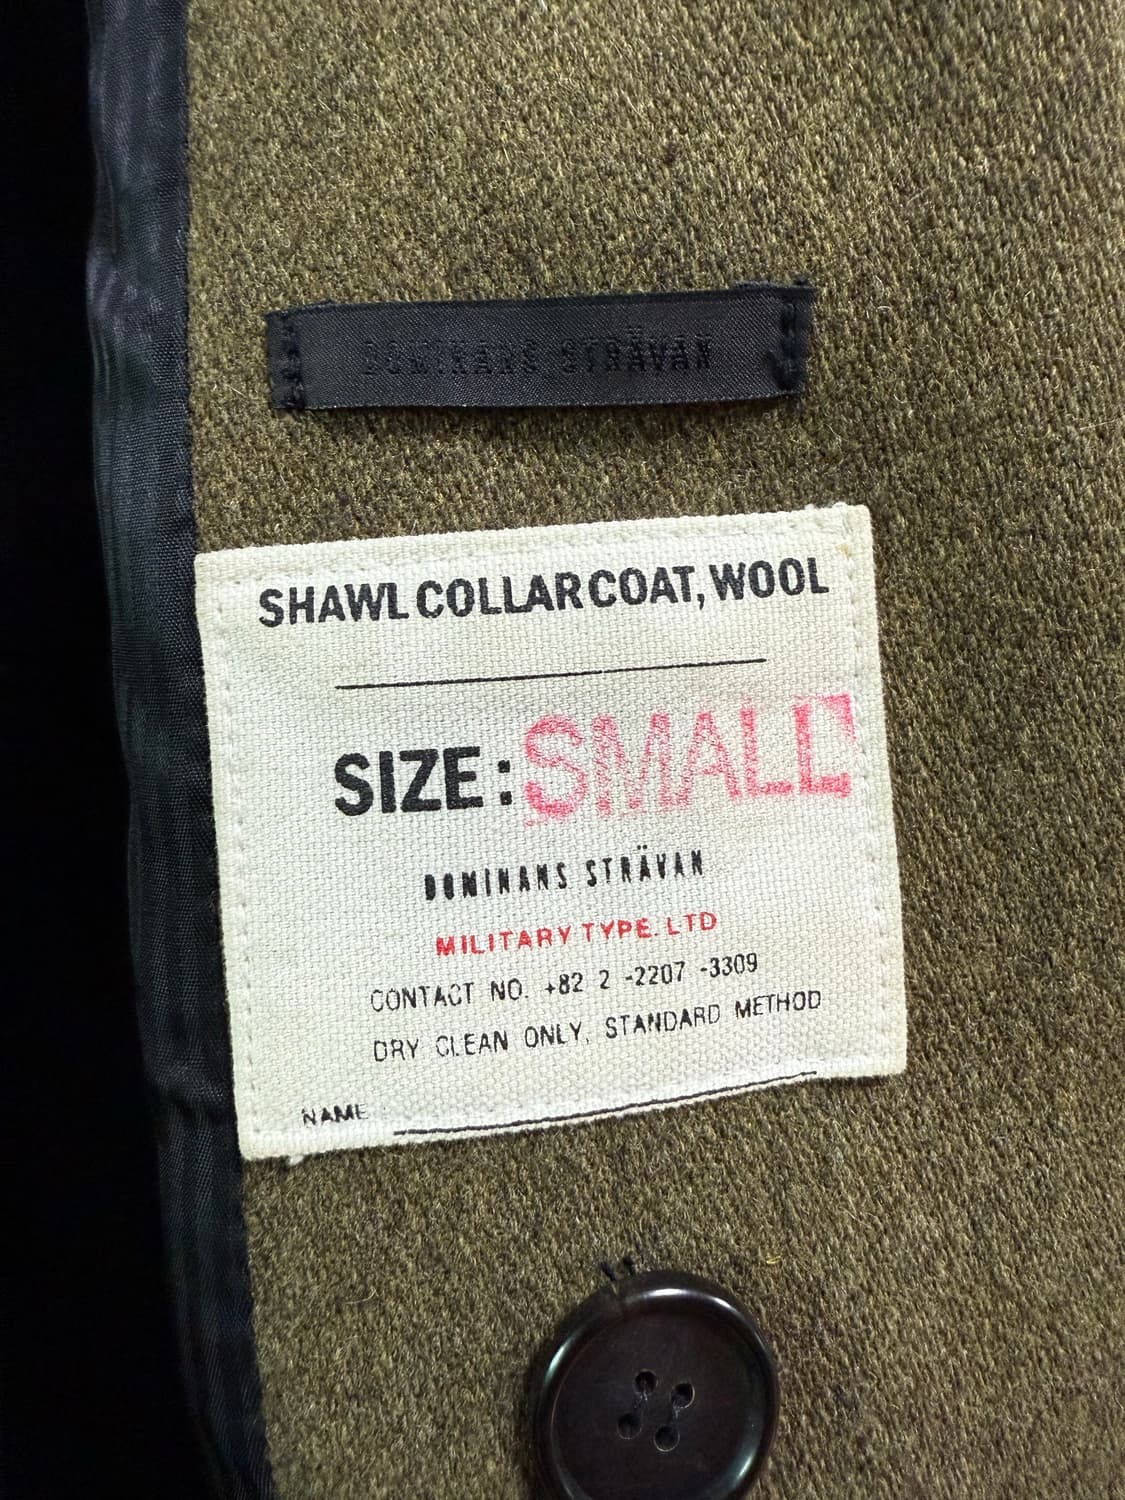 DOMINANS STRÄVAN
SHAWL COLLAR COAT, WOOL
SIZE: SMALL
DOMINANS STRÄVAN
MILITARY TYPE. LTD
CONTACT NO. +82 2 -2207 -3309
DRY CLEAN ONLY, STANDARD METHOD
NAME